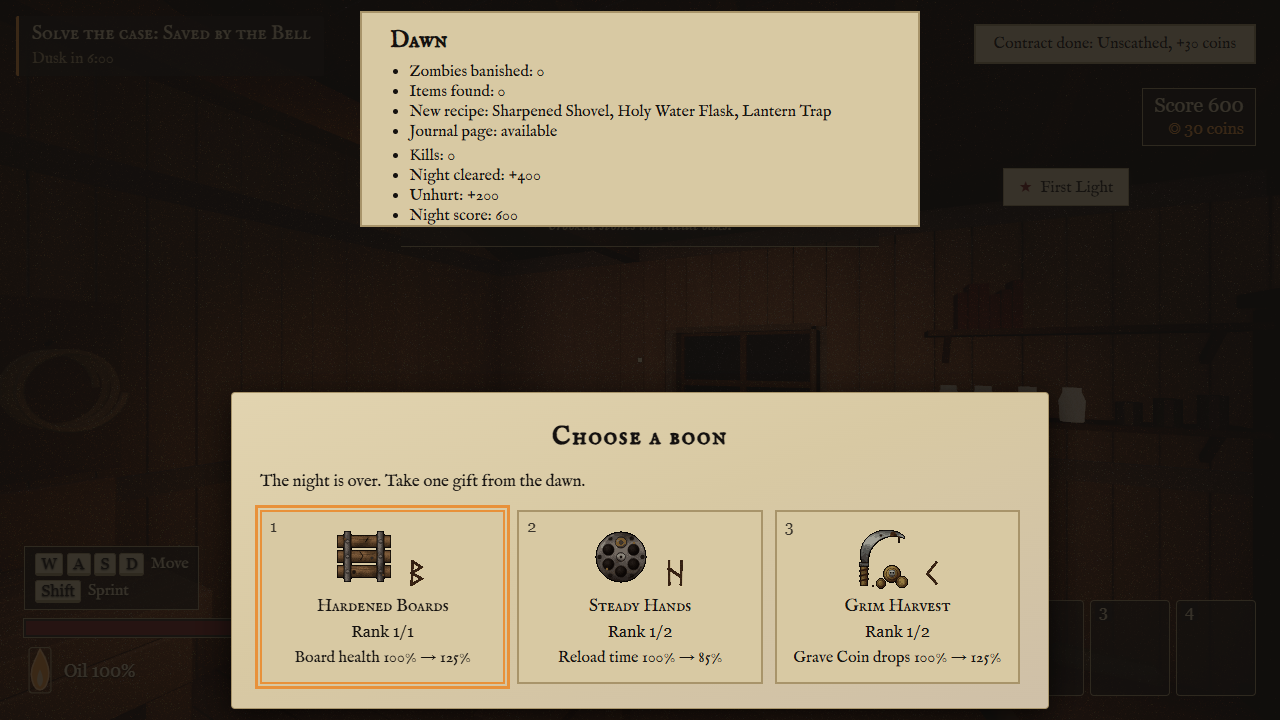 Solve the case: Saved by the Bell
Dusk in 6:00
Dawn
Zombies banished: 0
Items found: 0
New recipe: Sharpened Shovel, Holy Water Flask, Lantern Trap
Journal page: available
Kills: 0
Night cleared: +400
Unhurt: +200
Night score: 600
Contract done: Unscathed, +30 coins
Score 600
30 coins
★ First Light
Choose a boon
The night is over. Take one gift from the dawn.
1
Hardened Boards
Rank 1/1
Board health 100% → 125%
2
Steady Hands
Rank 1/2
Reload time 100% → 85%
3
Grim Harvest
Rank 1/2
Grave Coin drops 100% → 125%
W A S D Move
Shift Sprint
Oil 100%
3
4